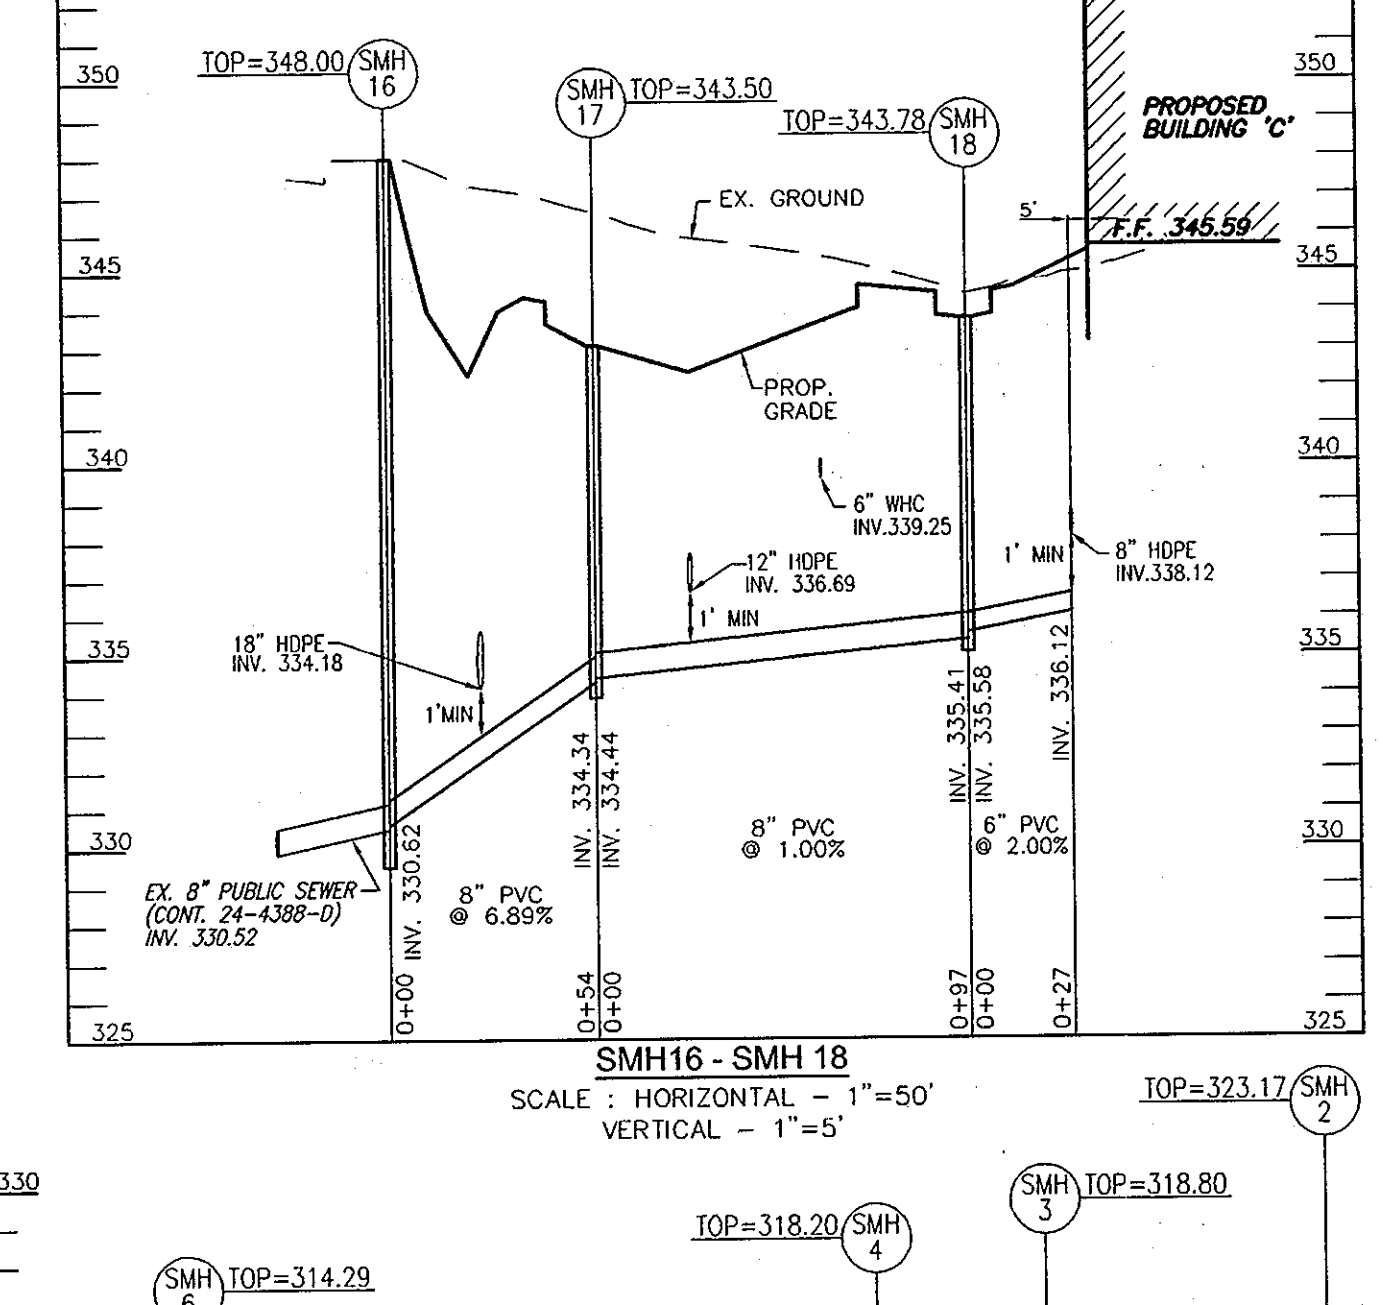 350
TOP=348.00
SMH
16
SMH
17
TOP=343.50
TOP=343.78
SMH
18
350
PROPOSED
BUILDING 'C'
EX. GROUND
5'
F.F. 345.59
345
345
PROP.
GRADE
340
340
6" WHC
INV.339.25
12" HDPE
INV. 336.69
1' MIN
1' MIN
8" HDPE
INV.338.12
18" HDPE
INV. 334.18
1'MIN
335
335
INV. 334.34
INV. 334.44
INV. 335.41
INV. 335.58
INV. 336.12
330
330
INV. 330.62
8" PVC
@ 1.00%
6" PVC
@ 2.00%
EX. 8" PUBLIC SEWER
(CONT. 24-4388-D)
INV. 330.52
8" PVC
@ 6.89%
0+00
0+54
0+00
0+97
0+00
0+27
325
325
SMH16 - SMH 18
SCALE : HORIZONTAL - 1"=50'
VERTICAL - 1"=5'
TOP=323.17
SMH
2
330
SMH
3
TOP=318.80
TOP=318.20
SMH
4
SMH
6
TOP=314.29